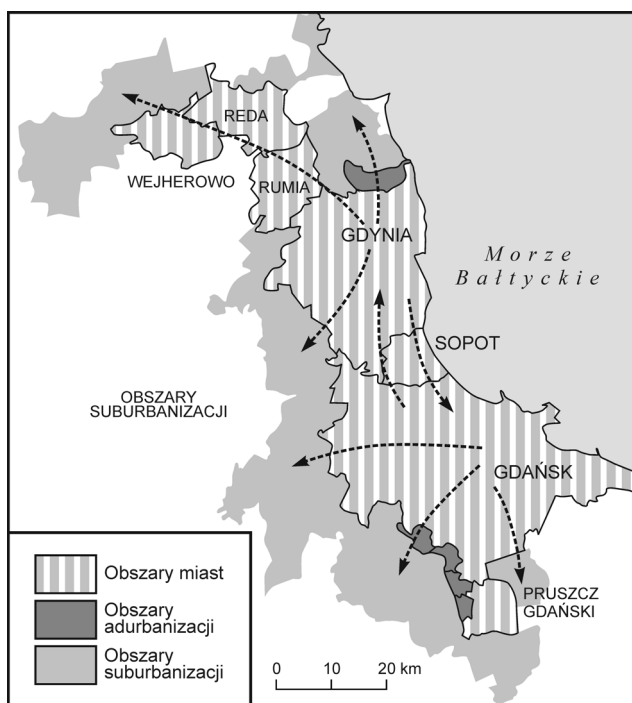 REDA
WEJHEROWO
RUMIA
GDYNIA
Morze
Bałtyckie
SOPOT
OBSZARY
SUBURBANIZACJI
GDAŃSK
PRUSZCZ
GDAŃSKI
Obszary miast
Obszary
adurbanizacji
Obszary
suburbanizacji
0 10 20 km